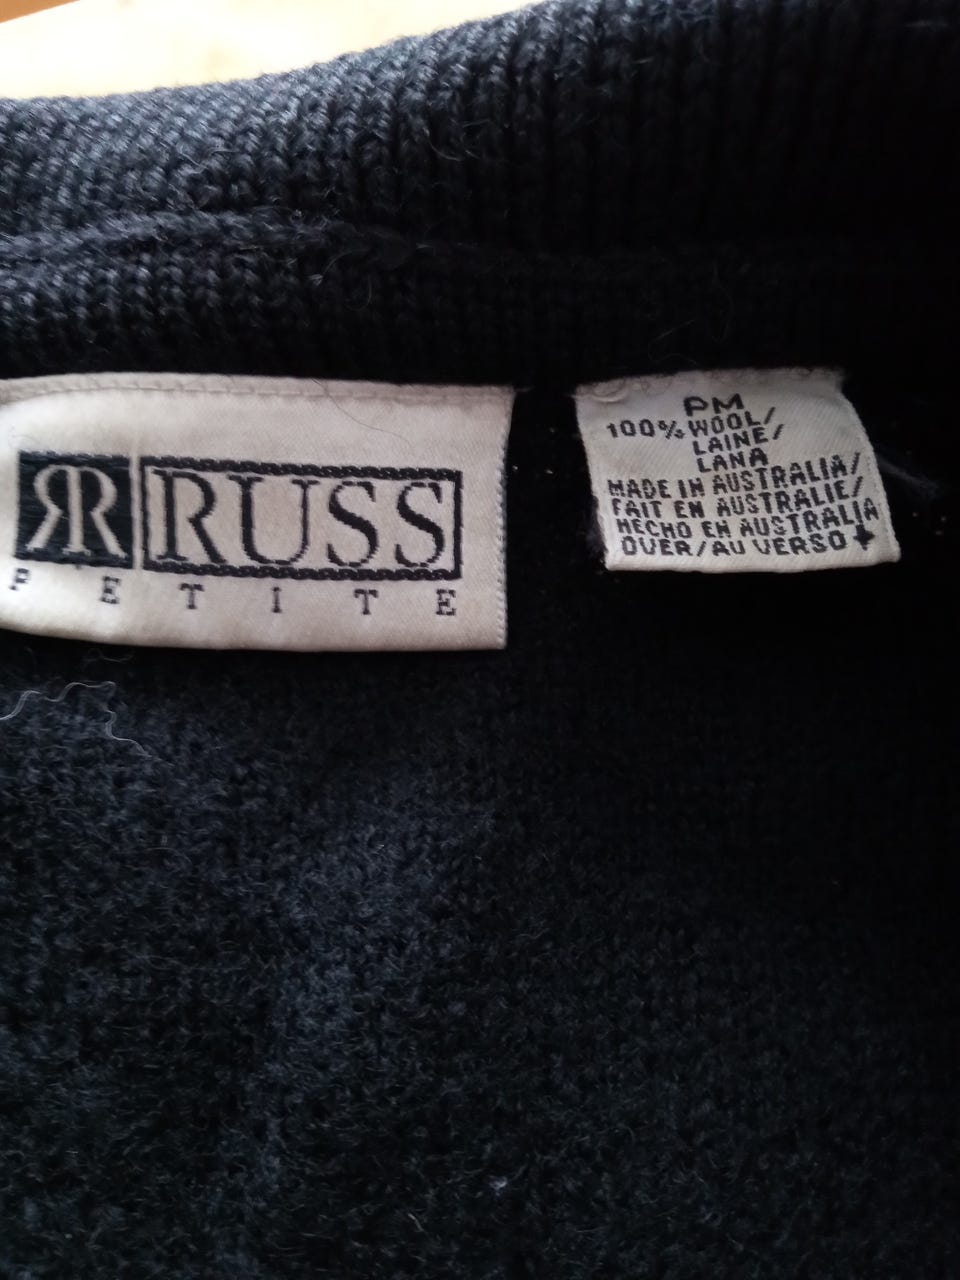 RR RUSS
PETITE
PM
100% WOOL/
LAINE/
LANA
MADE IN AUSTRALIA/
FAIT EN AUSTRALIE/
HECHO EN AUSTRALIA
OVER/AU VERSO